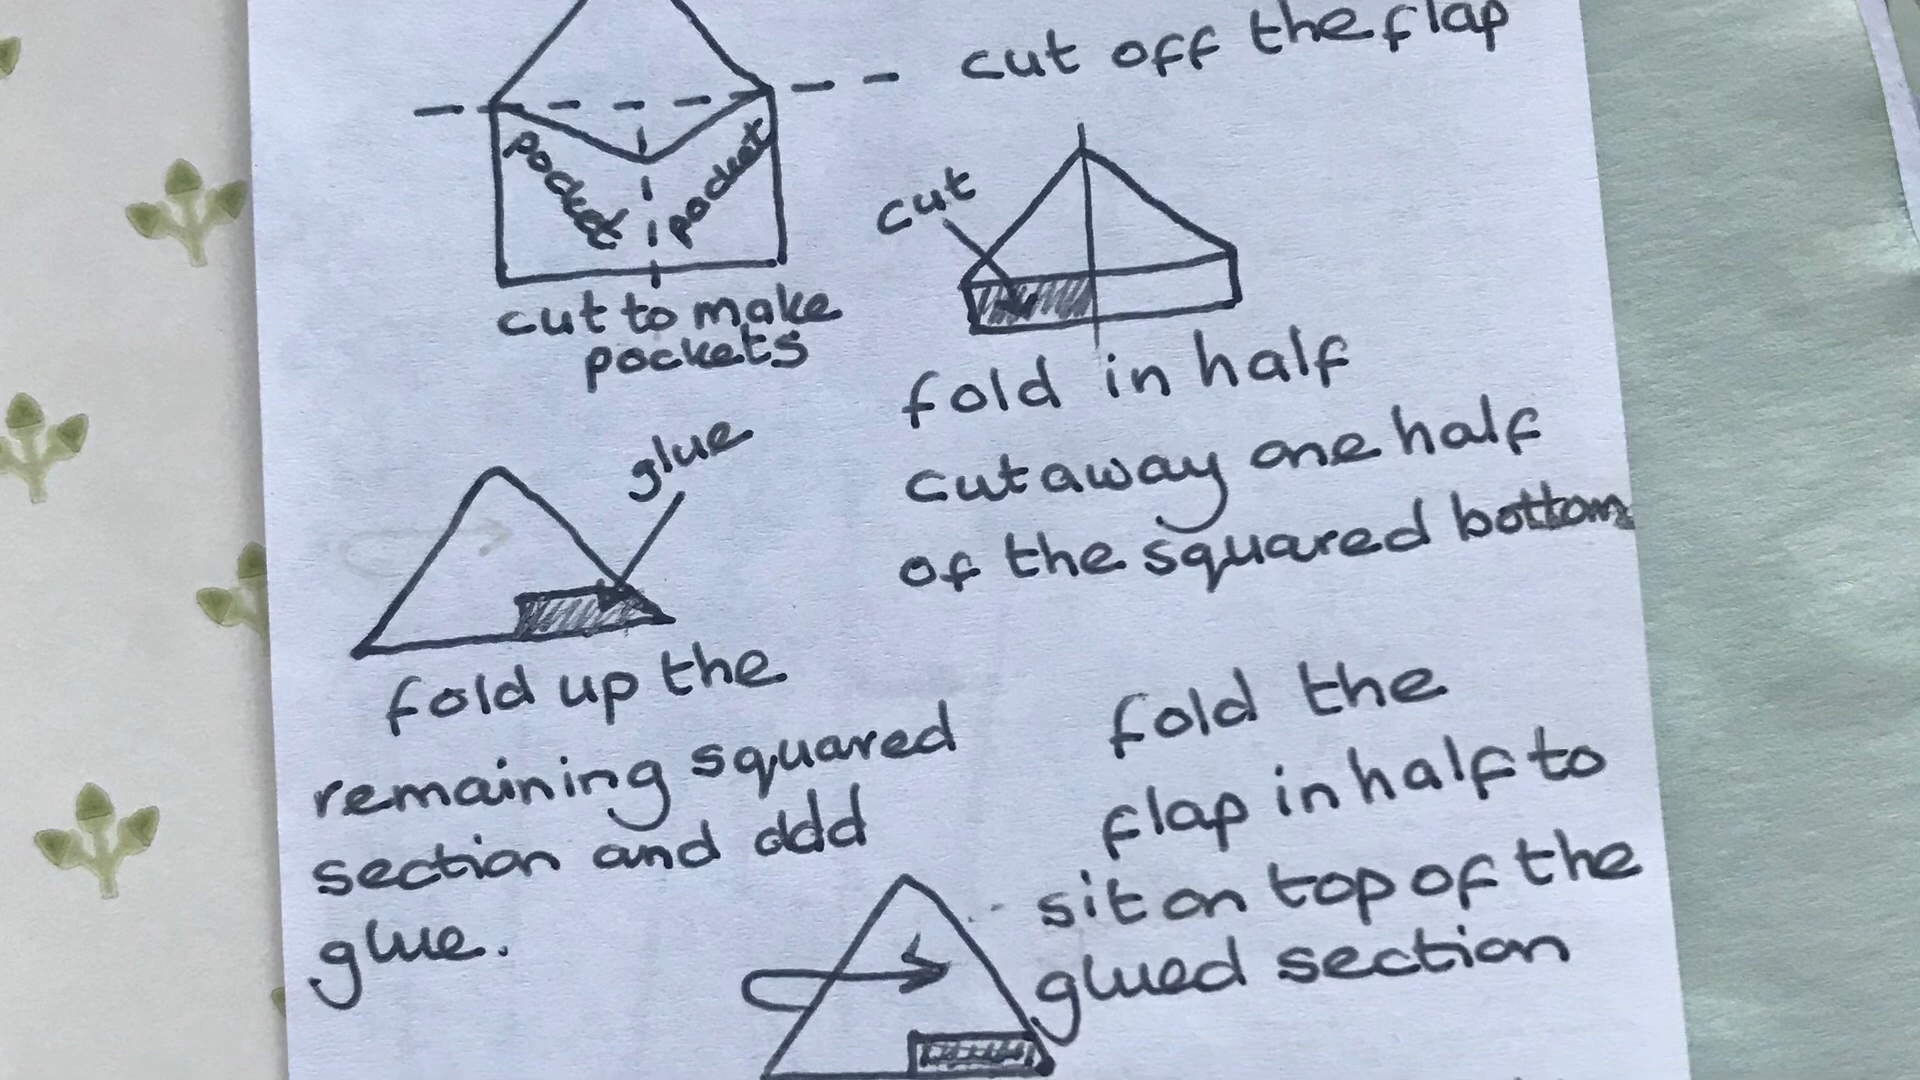 cut off the flap
pocket
pocket
cut to make
pockets
cut
fold in half
cut away one half
of the squared bottom
glue
fold up the
remaining squared
section and add
glue.
fold the
flap in half to
sit on top of the
glued section